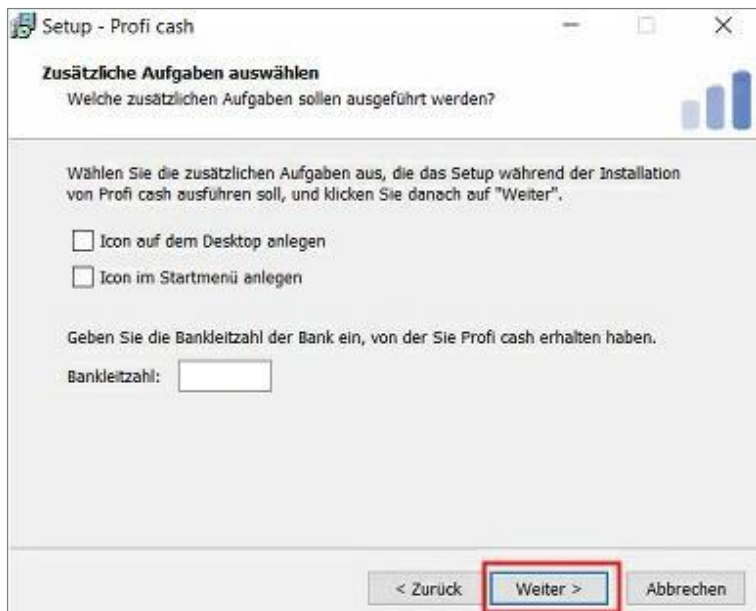 Setup - Profi cash
Zusätzliche Aufgaben auswählen
Welche zusätzlichen Aufgaben sollen ausgeführt werden?
Wählen Sie die zusätzlichen Aufgaben aus, die das Setup während der Installation
von Profi cash ausführen soll, und klicken Sie danach auf "Weiter".
Icon auf dem Desktop anlegen
Icon im Startmenü anlegen
Geben Sie die Bankleitzahl der Bank ein, von der Sie Profi cash erhalten haben.
Bankleitzahl:
< Zurück Weiter > Abbrechen